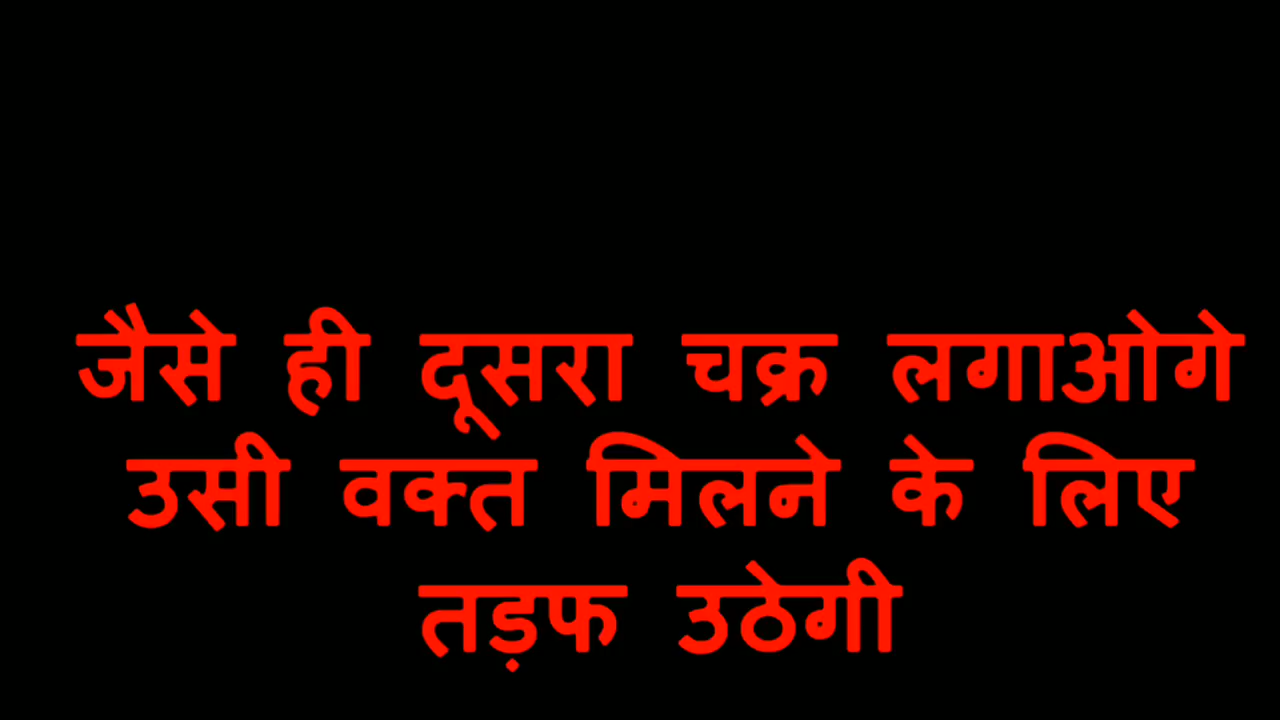 जैसे ही दूसरा चक्र लगाओगे
उसी वक्त मिलने के लिए
तड़फ उठेगी